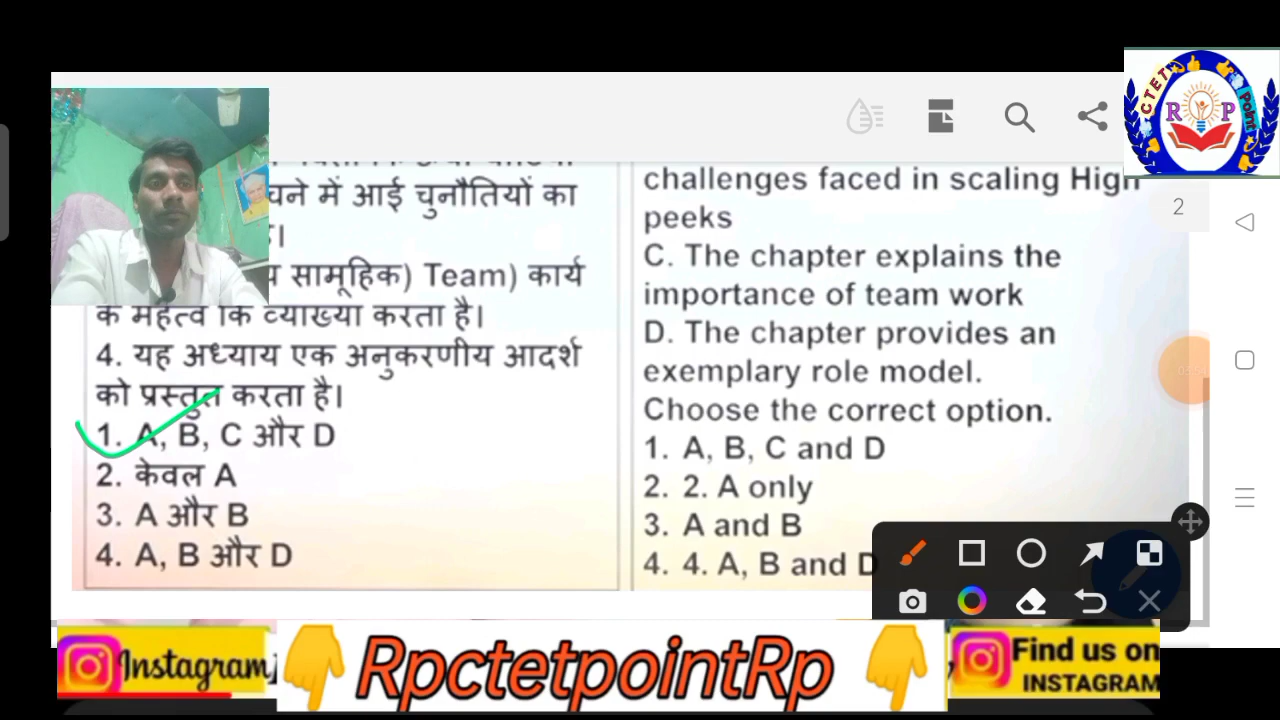 घने में आई चुनौतियों का
सामूहिक) Team) कार्य
के महत्व कि व्याख्या करता है।
4. यह अध्याय एक अनुकरणीय आदर्श
को प्रस्तुत करता है।
1. A, B, C और D
2. केवल A
3. A और B
4. A, B और D
challenges faced in scaling High
peeks
C. The chapter explains the
importance of team work
D. The chapter provides an
exemplary role model.
Choose the correct option.
1. A, B, C and D
2. 2. A only
3. A and B
4. 4. A, B and D
2
CTET
Point
R P
Instagram
RpctetpointRp
Find us on
INSTAGRAM